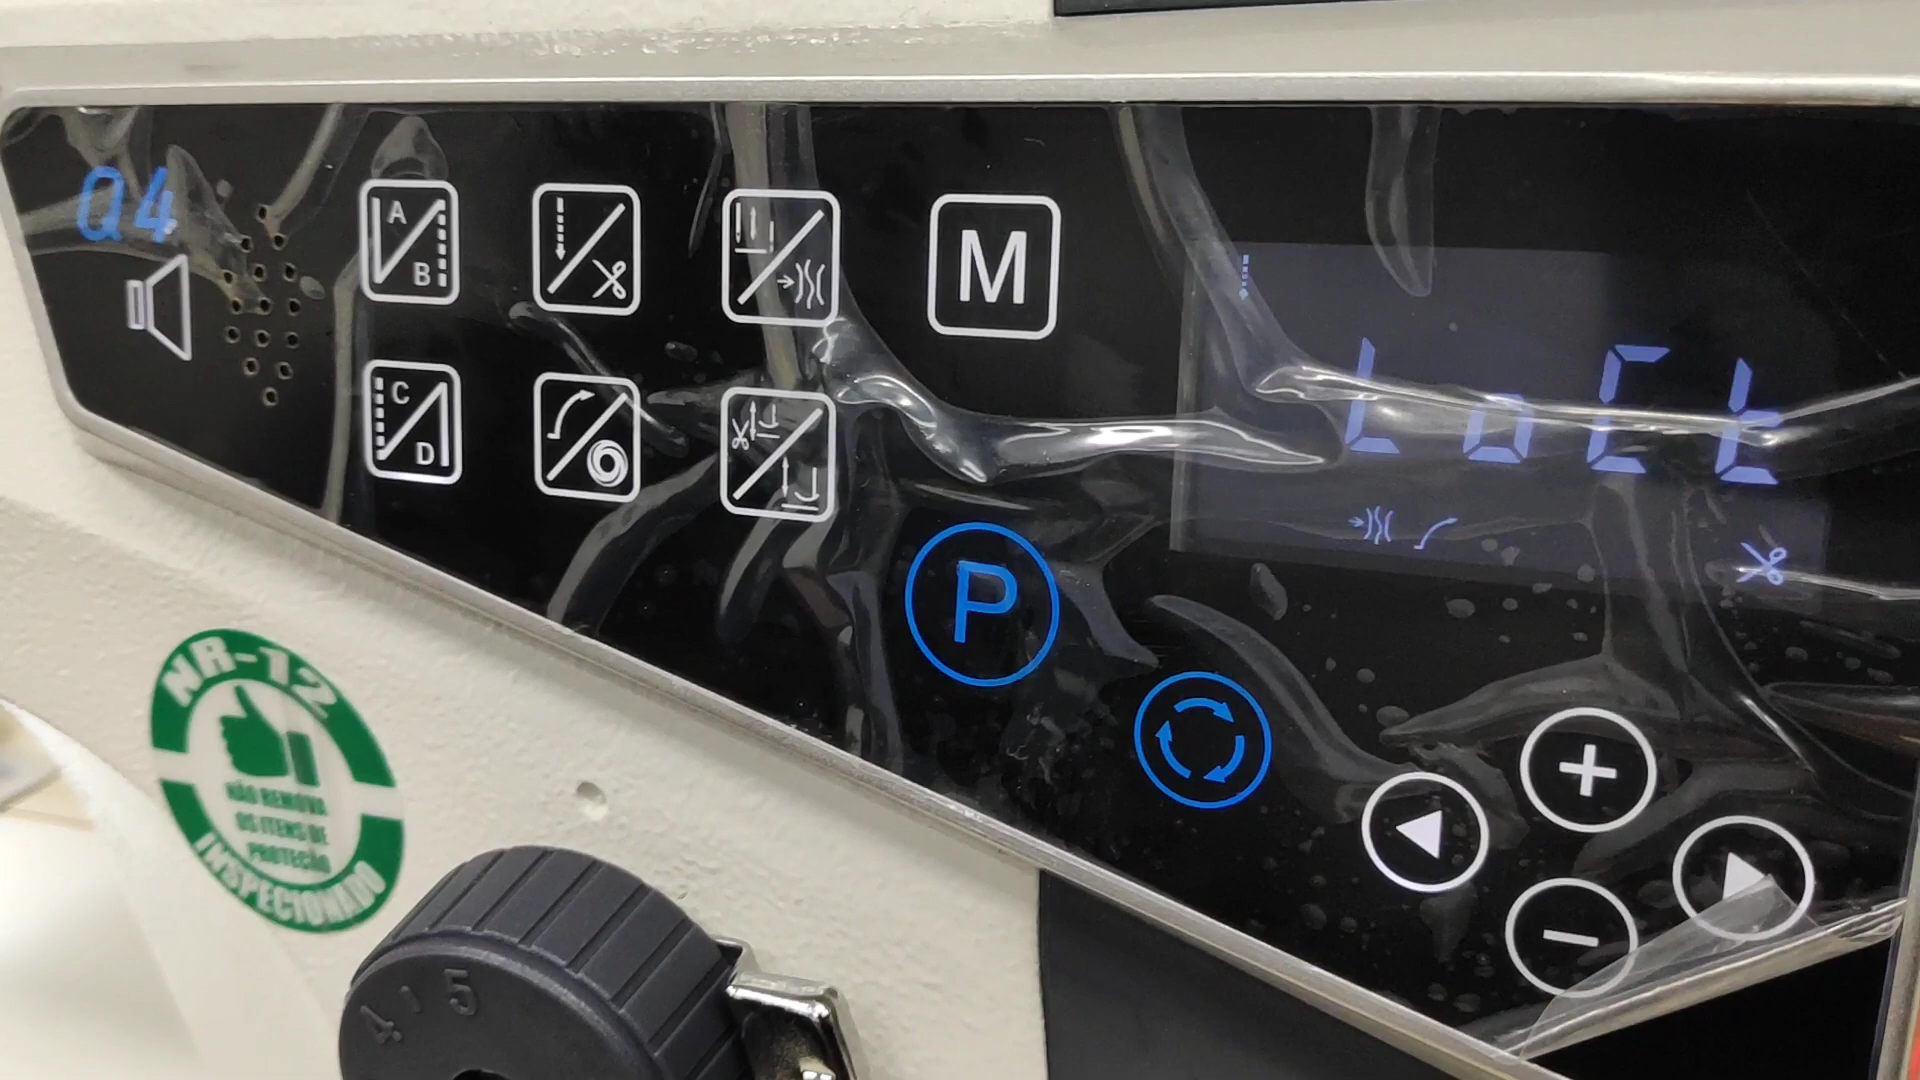 Q4
A
B
M
C
D
LoCt
P
NR-12
NÃO REMOVA
OS ITENS DE
PROTEÇÃO
INSPECIONADO
4
5